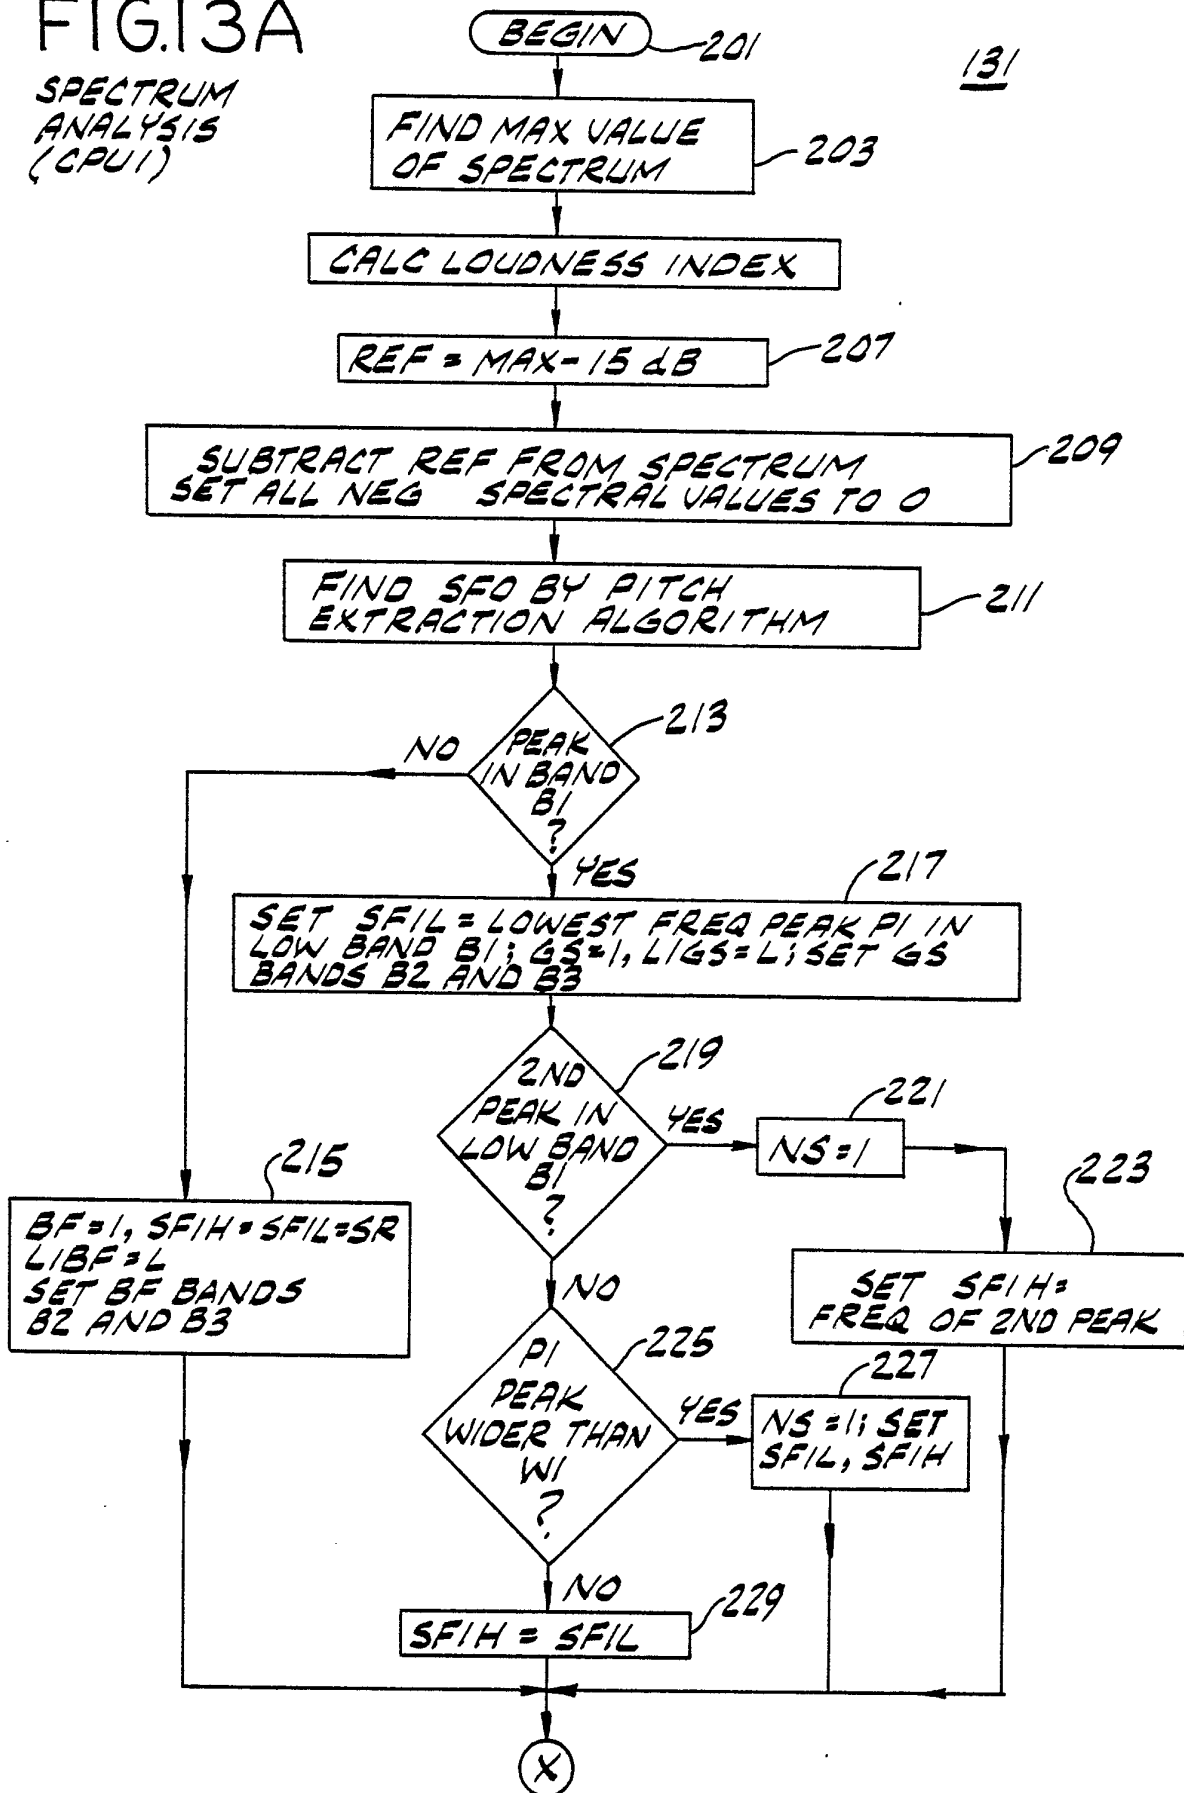 FIG.13A
SPECTRUM
ANALYSIS
(CPU1)
131
BEGIN
201
FIND MAX VALUE
OF SPECTRUM
203
CALC LOUDNESS INDEX
REF = MAX-15 dB
207
SUBTRACT REF FROM SPECTRUM
SET ALL NEG SPECTRAL VALUES TO 0
209
FIND SF0 BY PITCH
EXTRACTION ALGORITHM
211
PEAK
IN BAND
B1
?
213
NO
YES
217
SET SF1L = LOWEST FREQ PEAK P1 IN
LOW BAND B1; GS=1, LIGS=L; SET GS
BANDS B2 AND B3
2ND
PEAK IN
LOW BAND
B1
?
219
YES
NO
221
NS=1
223
SET SF1H=
FREQ OF 2ND PEAK
215
BF=1, SF1H=SF1L=SR
LIBF=L
SET BF BANDS
B2 AND B3
P1
PEAK
WIDER THAN
W1
?
225
YES
NO
227
NS=1; SET
SF1L, SF1H
229
SF1H = SF1L
X